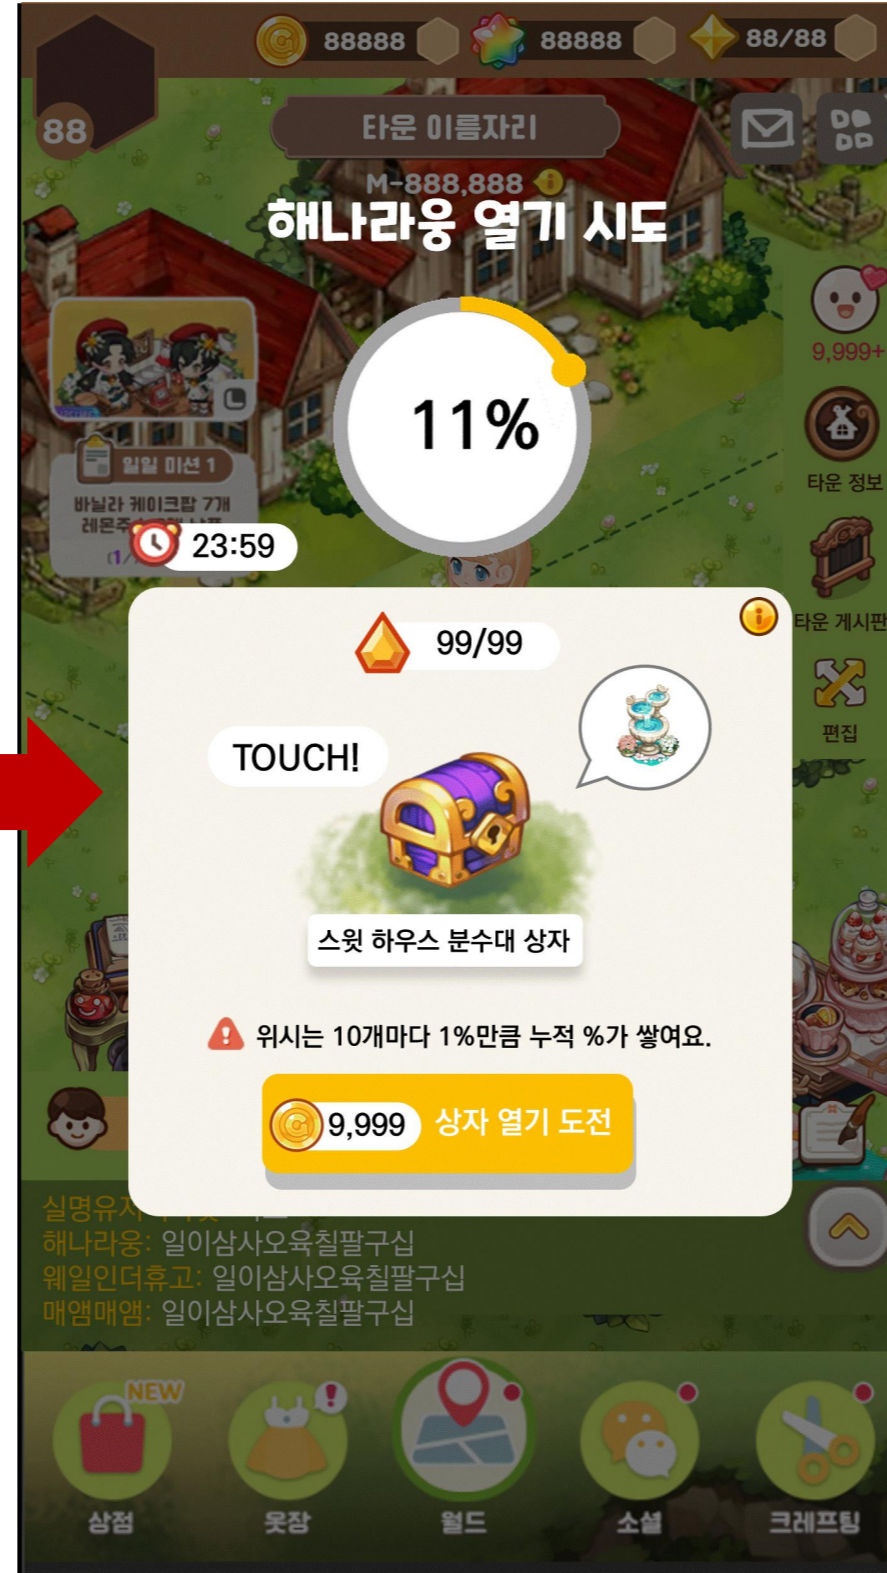 88888
88888
88/88
88
타운 이름자리
M-888,888
해나라웅 열기 시도
11%
9,999+
일일 미션 1
바닐라 케이크팝 7개
타운 정보
23:59
99/99
타운 게시판
TOUCH!
편집
스윗 하우스 분수대 상자
위시는 10개마다 1%만큼 누적 %가 쌓여요.
9,999 상자 열기 도전
실명유저
해나라웅: 일이삼사오육칠팔구십
웨일인더휴고: 일이삼사오육칠팔구십
매앰매앰: 일이삼사오육칠팔구십
NEW
상점
옷장
월드
소셜
크레프팅